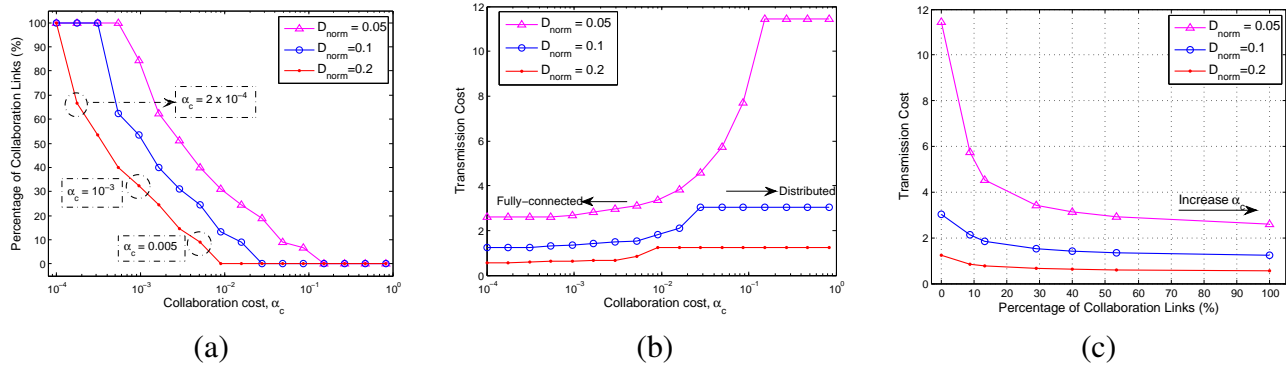 Percentage of Collaboration Links (%)
100
90
80
70
60
50
40
30
20
10
0
D_norm = 0.05
D_norm =0.1
D_norm =0.2
α_c = 2 x 10^−4
α_c = 10^−3
α_c = 0.005
10^−4 10^−3 10^−2 10^−1 10^0
Collaboration cost, α_c
(a)
Transmission Cost
12
10
8
6
4
2
0
D_norm = 0.05
D_norm = 0.1
D_norm = 0.2
Fully−connected
Distributed
10^−4 10^−3 10^−2 10^−1 10^0
Collaboration cost, α_c
(b)
Transmission Cost
12
10
8
6
4
2
0
D_norm = 0.05
D_norm =0.1
D_norm =0.2
Increase α_c
0 10 20 30 40 50 60 70 80 90 100
Percentage of Collaboration Links (%)
(c)